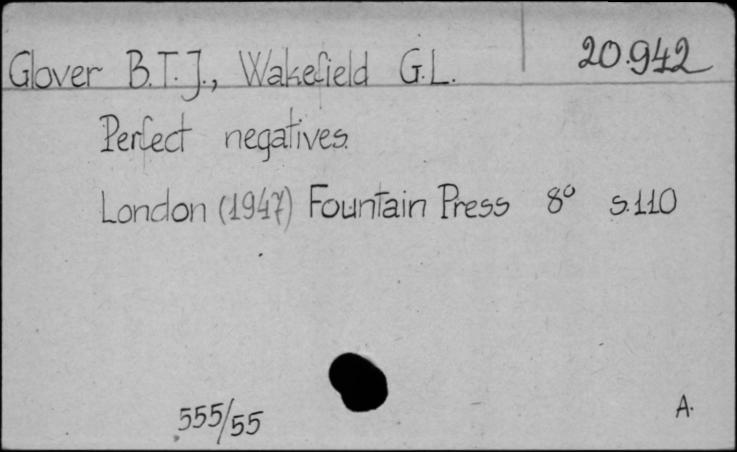 Glover B.T.J., Wakefield G.L. 20.942
Perfect negatives.
London (1947) Fountain Press 8° s.110
555/55 A.